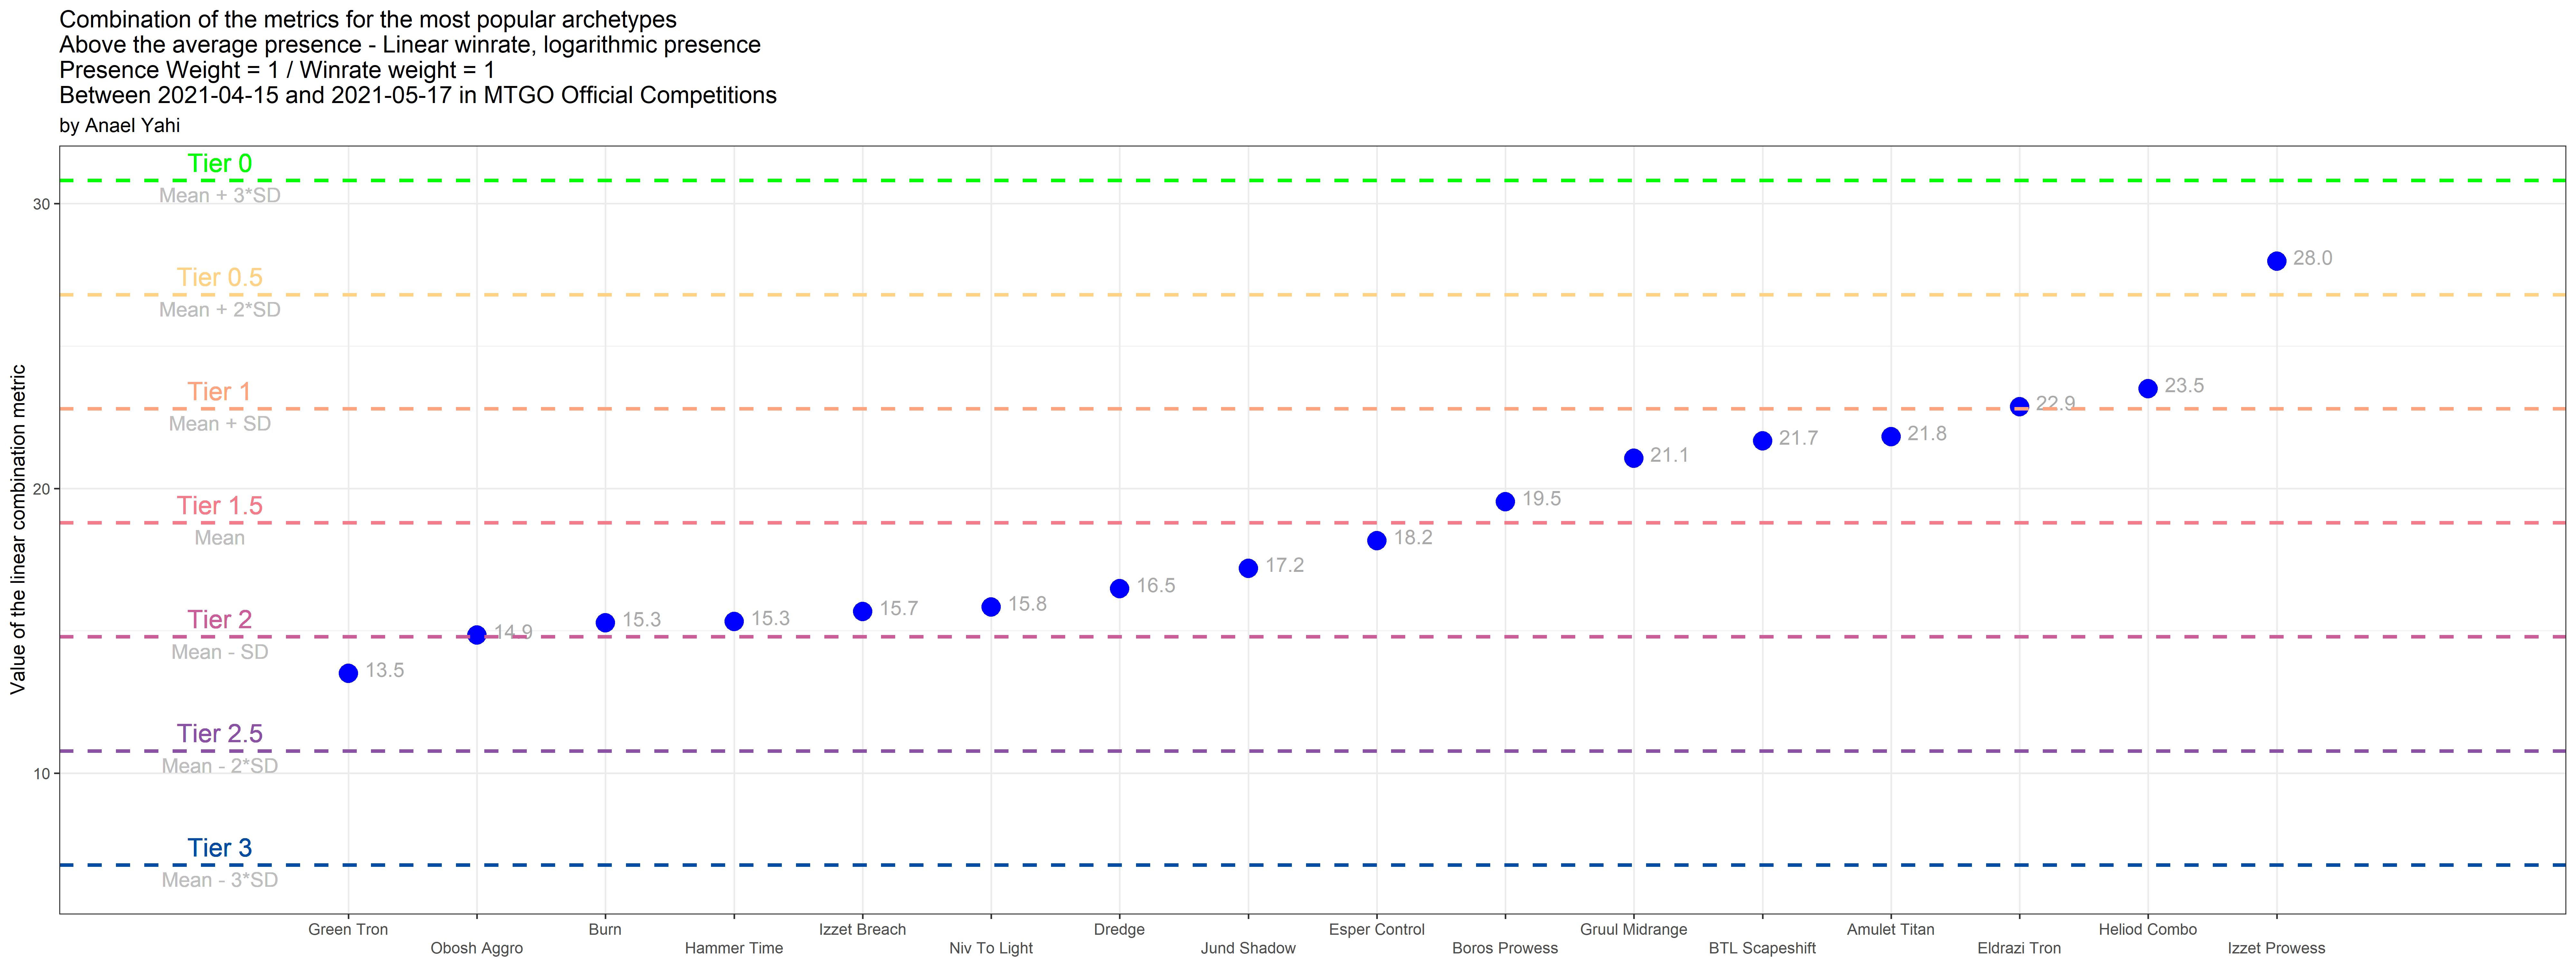 Combination of the metrics for the most popular archetypes
Above the average presence - Linear winrate, logarithmic presence
Presence Weight = 1 / Winrate weight = 1
Between 2021-04-15 and 2021-05-17 in MTGO Official Competitions
by Anael Yahi
Value of the linear combination metric
30
20
10
Tier 0
Mean + 3*SD
Tier 0.5
Mean + 2*SD
Tier 1
Mean + SD
Tier 1.5
Mean
Tier 2
Mean - SD
Tier 2.5
Mean - 2*SD
Tier 3
Mean - 3*SD
13.5
14.9
15.3
15.3
15.7
15.8
16.5
17.2
18.2
19.5
21.1
21.7
21.8
22.9
23.5
28.0
Green Tron
Obosh Aggro
Burn
Hammer Time
Izzet Breach
Niv To Light
Dredge
Jund Shadow
Esper Control
Boros Prowess
Gruul Midrange
BTL Scapeshift
Amulet Titan
Eldrazi Tron
Heliod Combo
Izzet Prowess